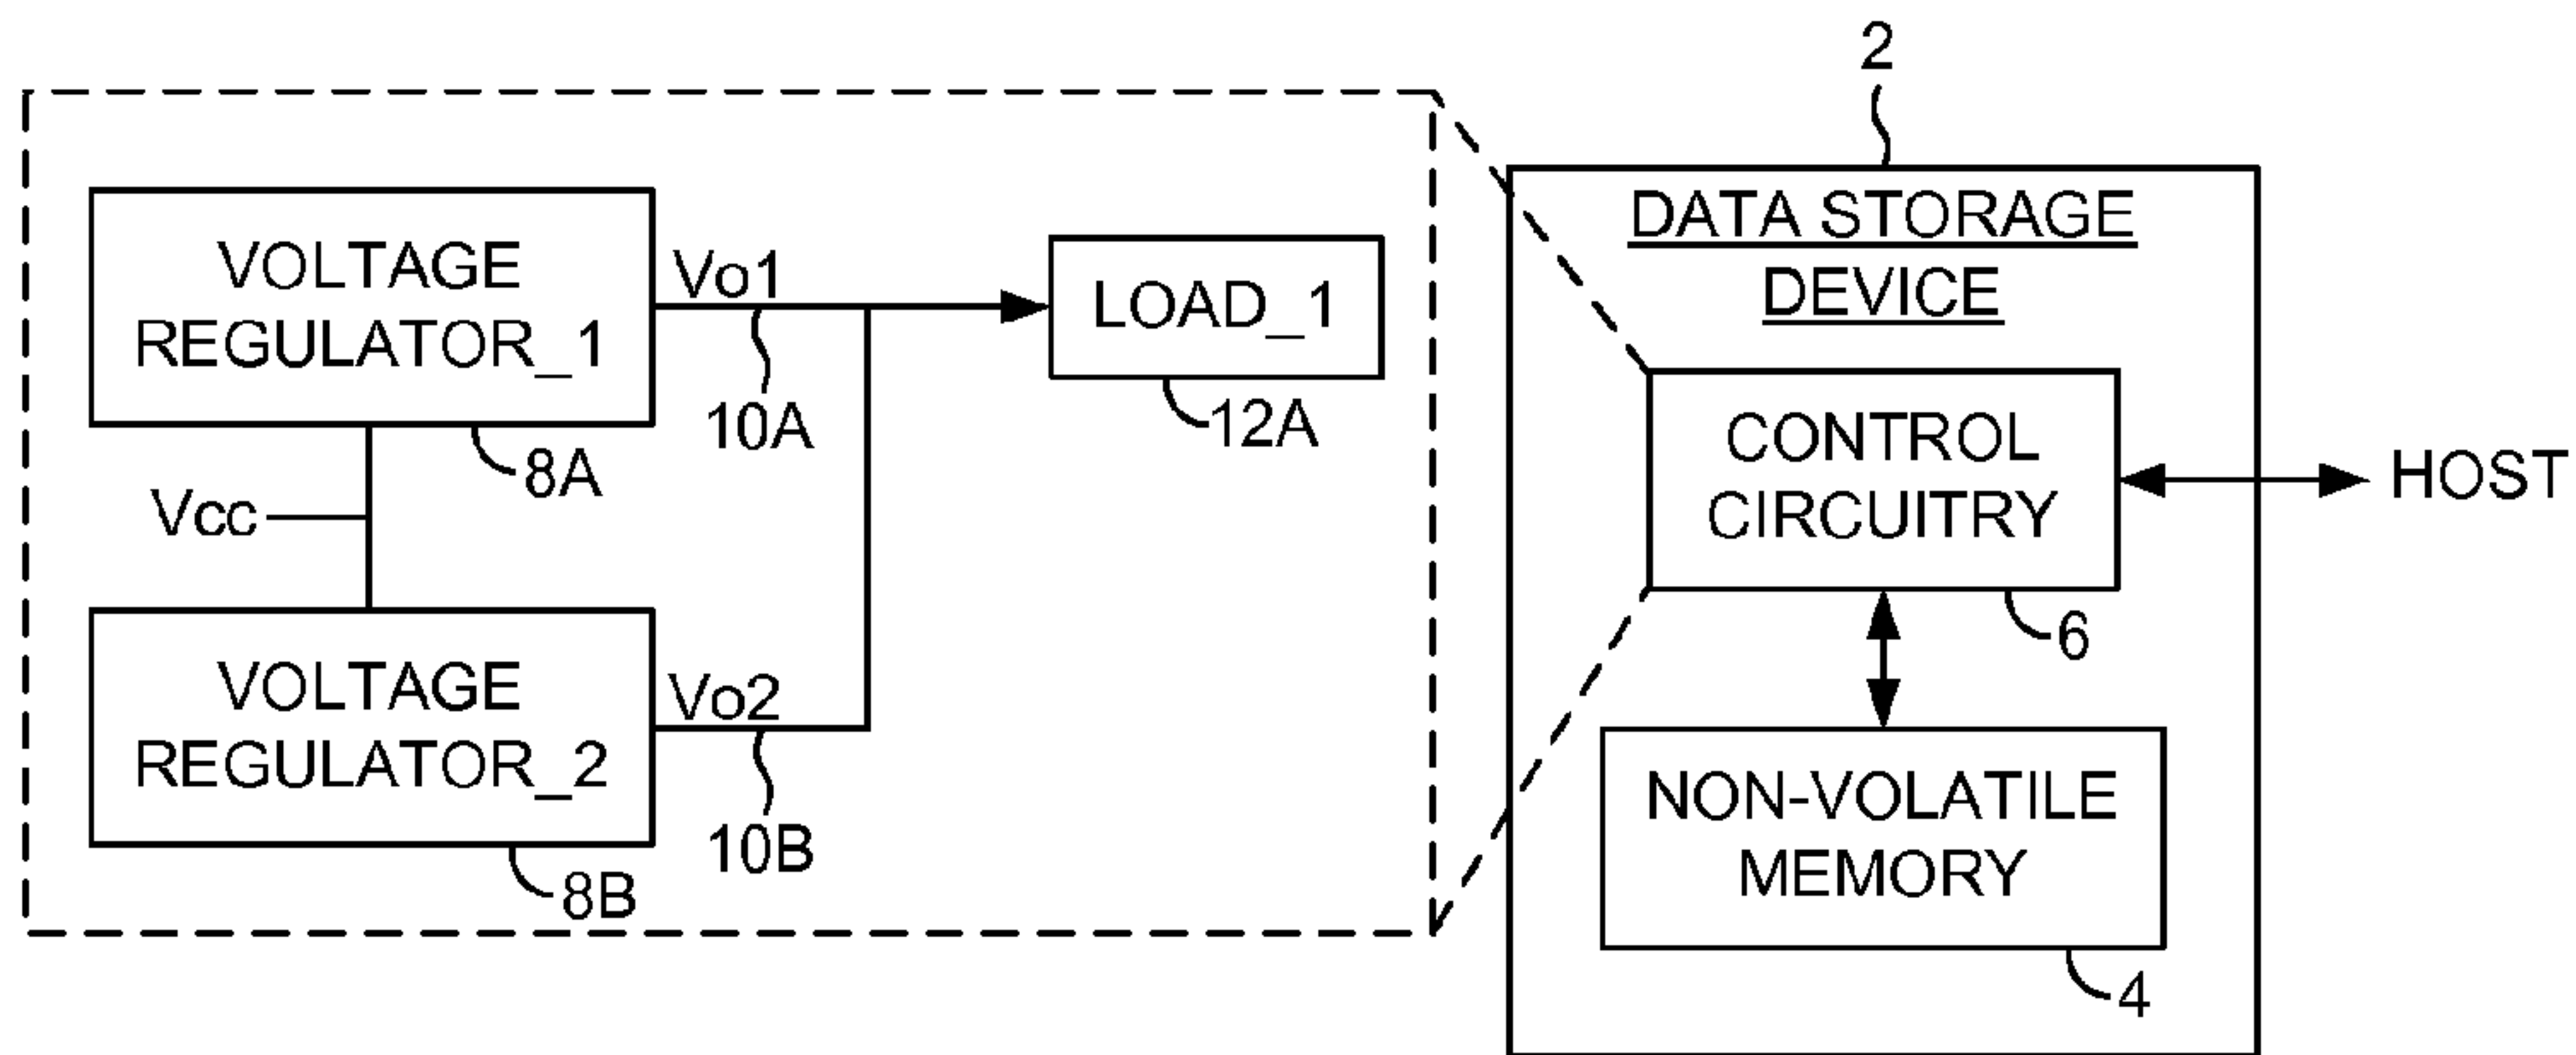 2
DATA STORAGE
DEVICE
VOLTAGE
REGULATOR_1
Vo1
10A
LOAD_1
12A
8A
Vcc
VOLTAGE
REGULATOR_2
Vo2
10B
8B
CONTROL
CIRCUITRY
6
HOST
NON-VOLATILE
MEMORY
4